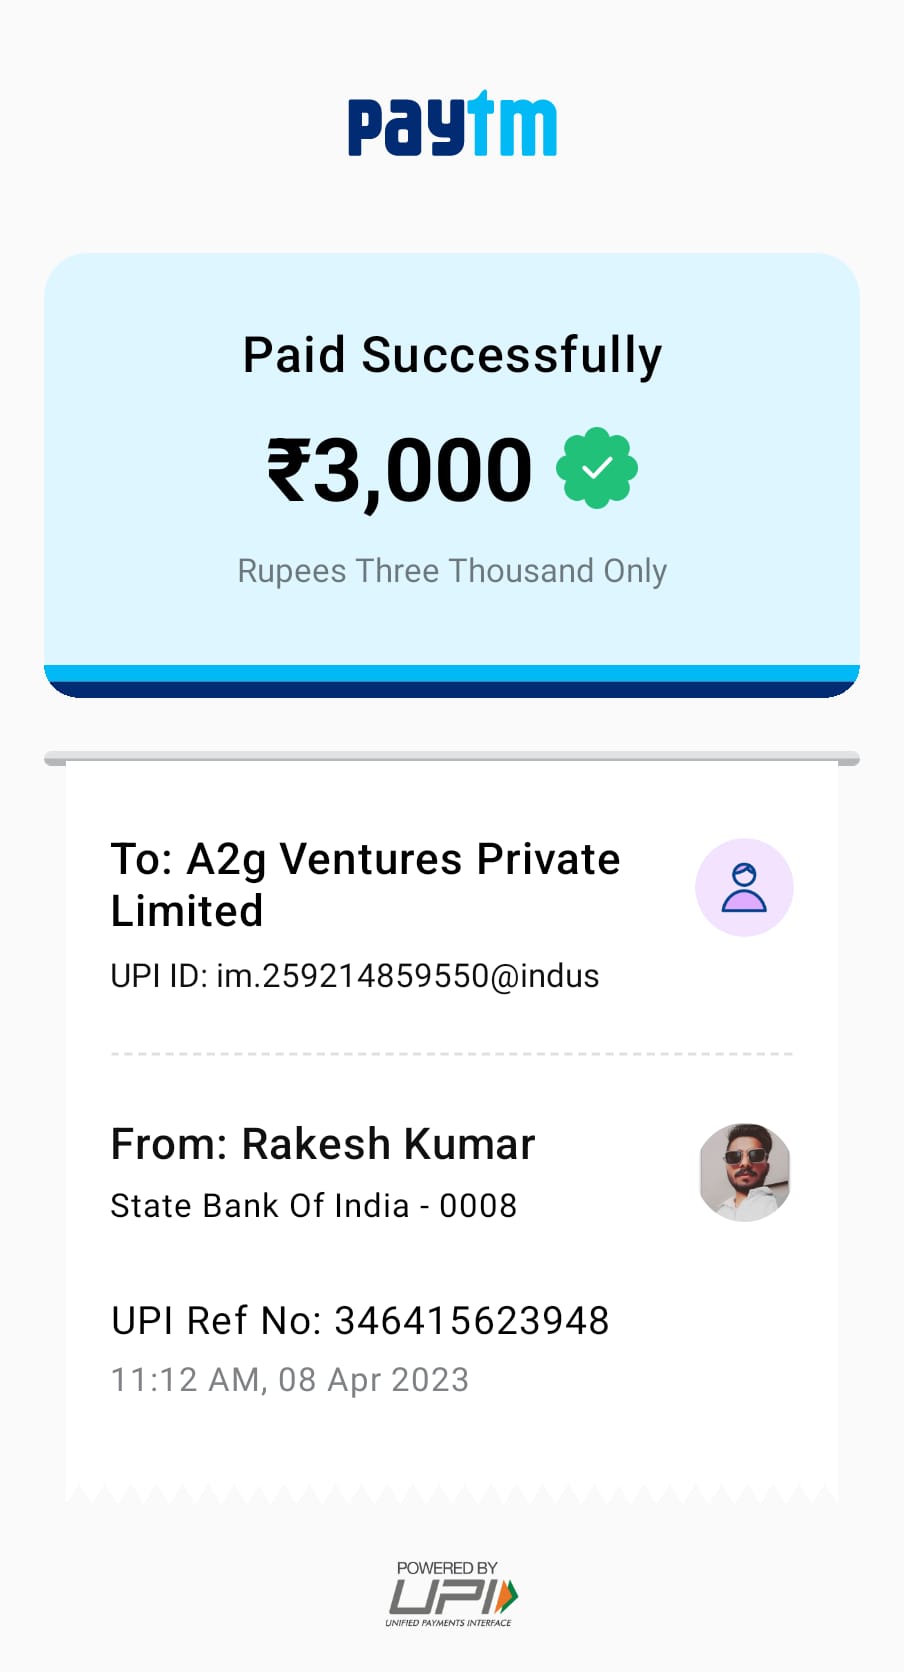 paytm
Paid Successfully
₹3,000
Rupees Three Thousand Only
To: A2g Ventures Private
Limited
UPI ID: im.259214859550@indus
From: Rakesh Kumar
State Bank Of India - 0008
UPI Ref No: 346415623948
11:12 AM, 08 Apr 2023
POWERED BY
UPI
UNIFIED PAYMENTS INTERFACE